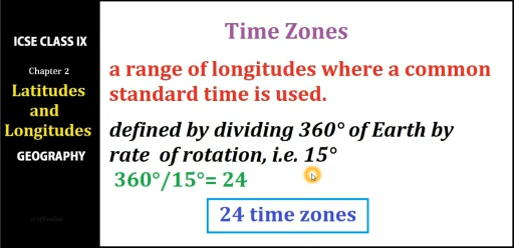 Time Zones
ICSE CLASS IX
Chapter 2
Latitudes
and
Longitudes
GEOGRAPHY
a range of longitudes where a common
standard time is used.
defined by dividing 360° of Earth by
rate of rotation, i.e. 15°
360°/15°= 24
24 time zones